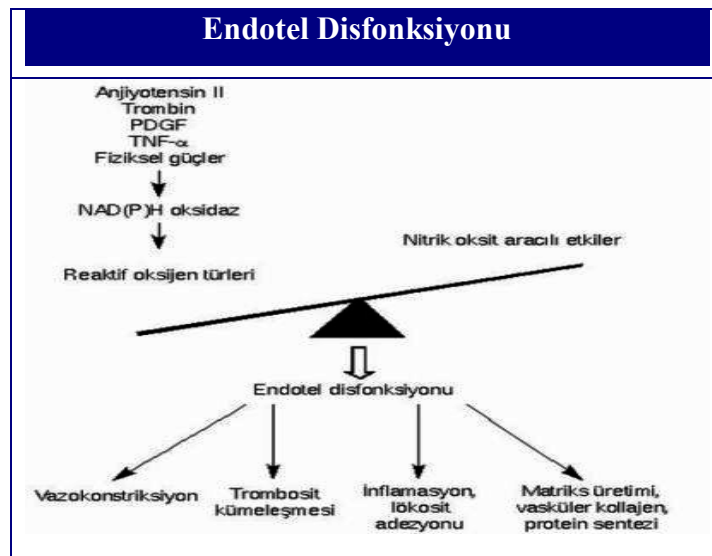 Endotel Disfonksiyonu
Anjiyotensin II
Trombin
PDGF
TNF-α
Fiziksel güçler
NAD(P)H oksidaz
Reaktif oksijen türleri
Nitrik oksit aracılı etkiler
Endotel disfonksiyonu
Vazokonstriksiyon
Trombosit
kümeleşmesi
İnflamasyon,
lökosit
adezyonu
Matriks üretimi,
vasküler kollajen,
protein sentezi